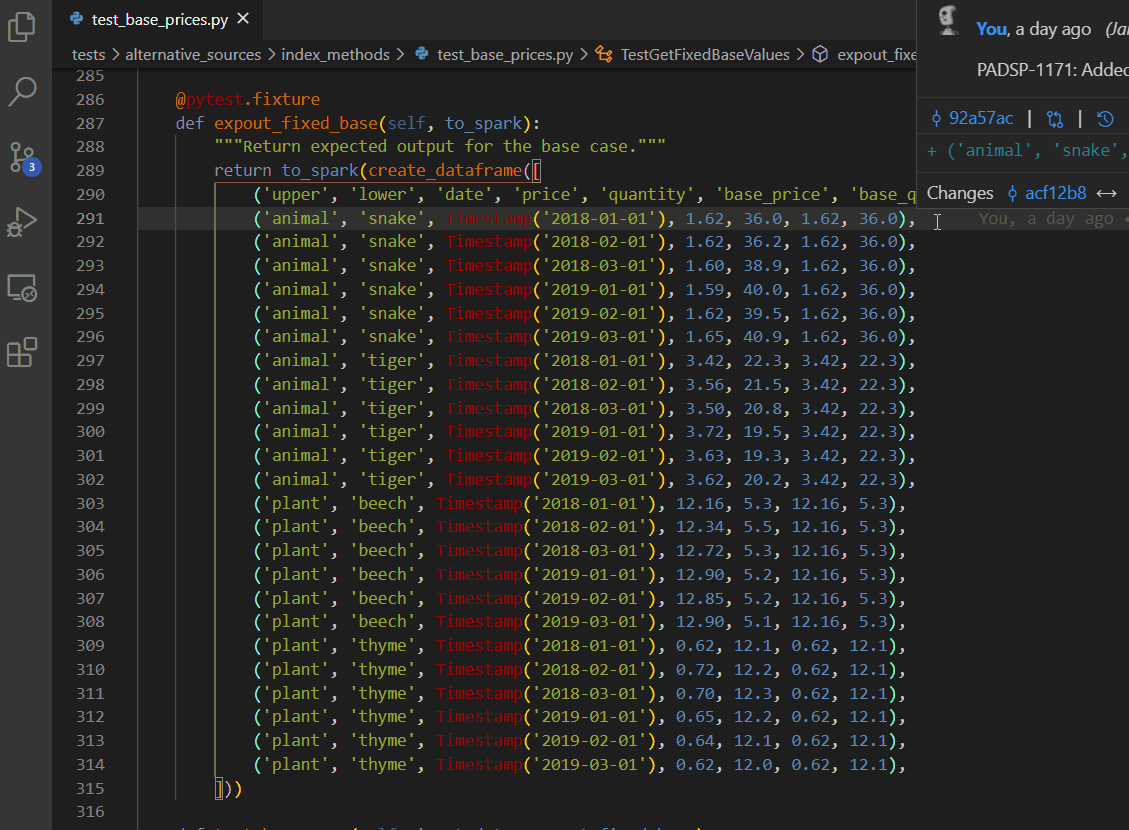 test_base_prices.py
tests > alternative_sources > index_methods > test_base_prices.py > TestGetFixedBaseValues > expout_fixe
You, a day ago (Ja
PADSP-1171: Added
92a57ac | |
+ ('animal', 'snake',
Changes acf12b8
3
285
286 @pytest.fixture
287 def expout_fixed_base(self, to_spark):
288 """Return expected output for the base case."""
289 return to_spark(create_dataframe([
290 ('upper', 'lower', 'date', 'price', 'quantity', 'base_price', 'base_q
291 ('animal', 'snake', Timestamp('2018-01-01'), 1.62, 36.0, 1.62, 36.0), You, a day ago •
292 ('animal', 'snake', Timestamp('2018-02-01'), 1.62, 36.2, 1.62, 36.0),
293 ('animal', 'snake', Timestamp('2018-03-01'), 1.60, 38.9, 1.62, 36.0),
294 ('animal', 'snake', Timestamp('2019-01-01'), 1.59, 40.0, 1.62, 36.0),
295 ('animal', 'snake', Timestamp('2019-02-01'), 1.62, 39.5, 1.62, 36.0),
296 ('animal', 'snake', Timestamp('2019-03-01'), 1.65, 40.9, 1.62, 36.0),
297 ('animal', 'tiger', Timestamp('2018-01-01'), 3.42, 22.3, 3.42, 22.3),
298 ('animal', 'tiger', Timestamp('2018-02-01'), 3.56, 21.5, 3.42, 22.3),
299 ('animal', 'tiger', Timestamp('2018-03-01'), 3.50, 20.8, 3.42, 22.3),
300 ('animal', 'tiger', Timestamp('2019-01-01'), 3.72, 19.5, 3.42, 22.3),
301 ('animal', 'tiger', Timestamp('2019-02-01'), 3.63, 19.3, 3.42, 22.3),
302 ('animal', 'tiger', Timestamp('2019-03-01'), 3.62, 20.2, 3.42, 22.3),
303 ('plant', 'beech', Timestamp('2018-01-01'), 12.16, 5.3, 12.16, 5.3),
304 ('plant', 'beech', Timestamp('2018-02-01'), 12.34, 5.5, 12.16, 5.3),
305 ('plant', 'beech', Timestamp('2018-03-01'), 12.72, 5.3, 12.16, 5.3),
306 ('plant', 'beech', Timestamp('2019-01-01'), 12.90, 5.2, 12.16, 5.3),
307 ('plant', 'beech', Timestamp('2019-02-01'), 12.85, 5.2, 12.16, 5.3),
308 ('plant', 'beech', Timestamp('2019-03-01'), 12.90, 5.1, 12.16, 5.3),
309 ('plant', 'thyme', Timestamp('2018-01-01'), 0.62, 12.1, 0.62, 12.1),
310 ('plant', 'thyme', Timestamp('2018-02-01'), 0.72, 12.2, 0.62, 12.1),
311 ('plant', 'thyme', Timestamp('2018-03-01'), 0.70, 12.3, 0.62, 12.1),
312 ('plant', 'thyme', Timestamp('2019-01-01'), 0.65, 12.2, 0.62, 12.1),
313 ('plant', 'thyme', Timestamp('2019-02-01'), 0.64, 12.1, 0.62, 12.1),
314 ('plant', 'thyme', Timestamp('2019-03-01'), 0.62, 12.0, 0.62, 12.1),
315 ]))
316